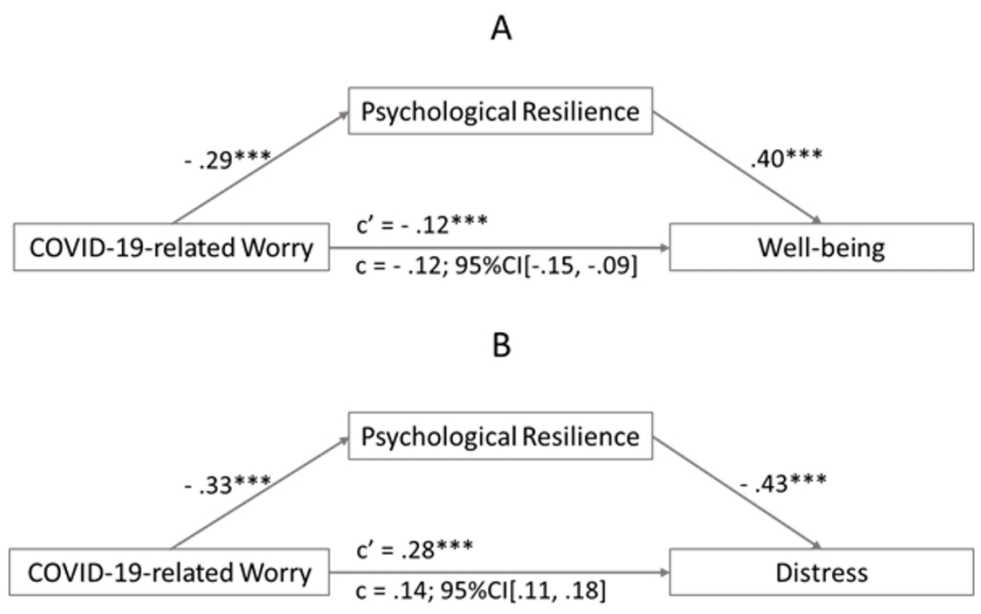 A
Psychological Resilience
- .29***
.40***
c’ = - .12***
COVID-19-related Worry
Well-being
c = - .12; 95%CI[-.15, -.09]
B
Psychological Resilience
- .33***
- .43***
c’ = .28***
COVID-19-related Worry
Distress
c = .14; 95%CI[.11, .18]